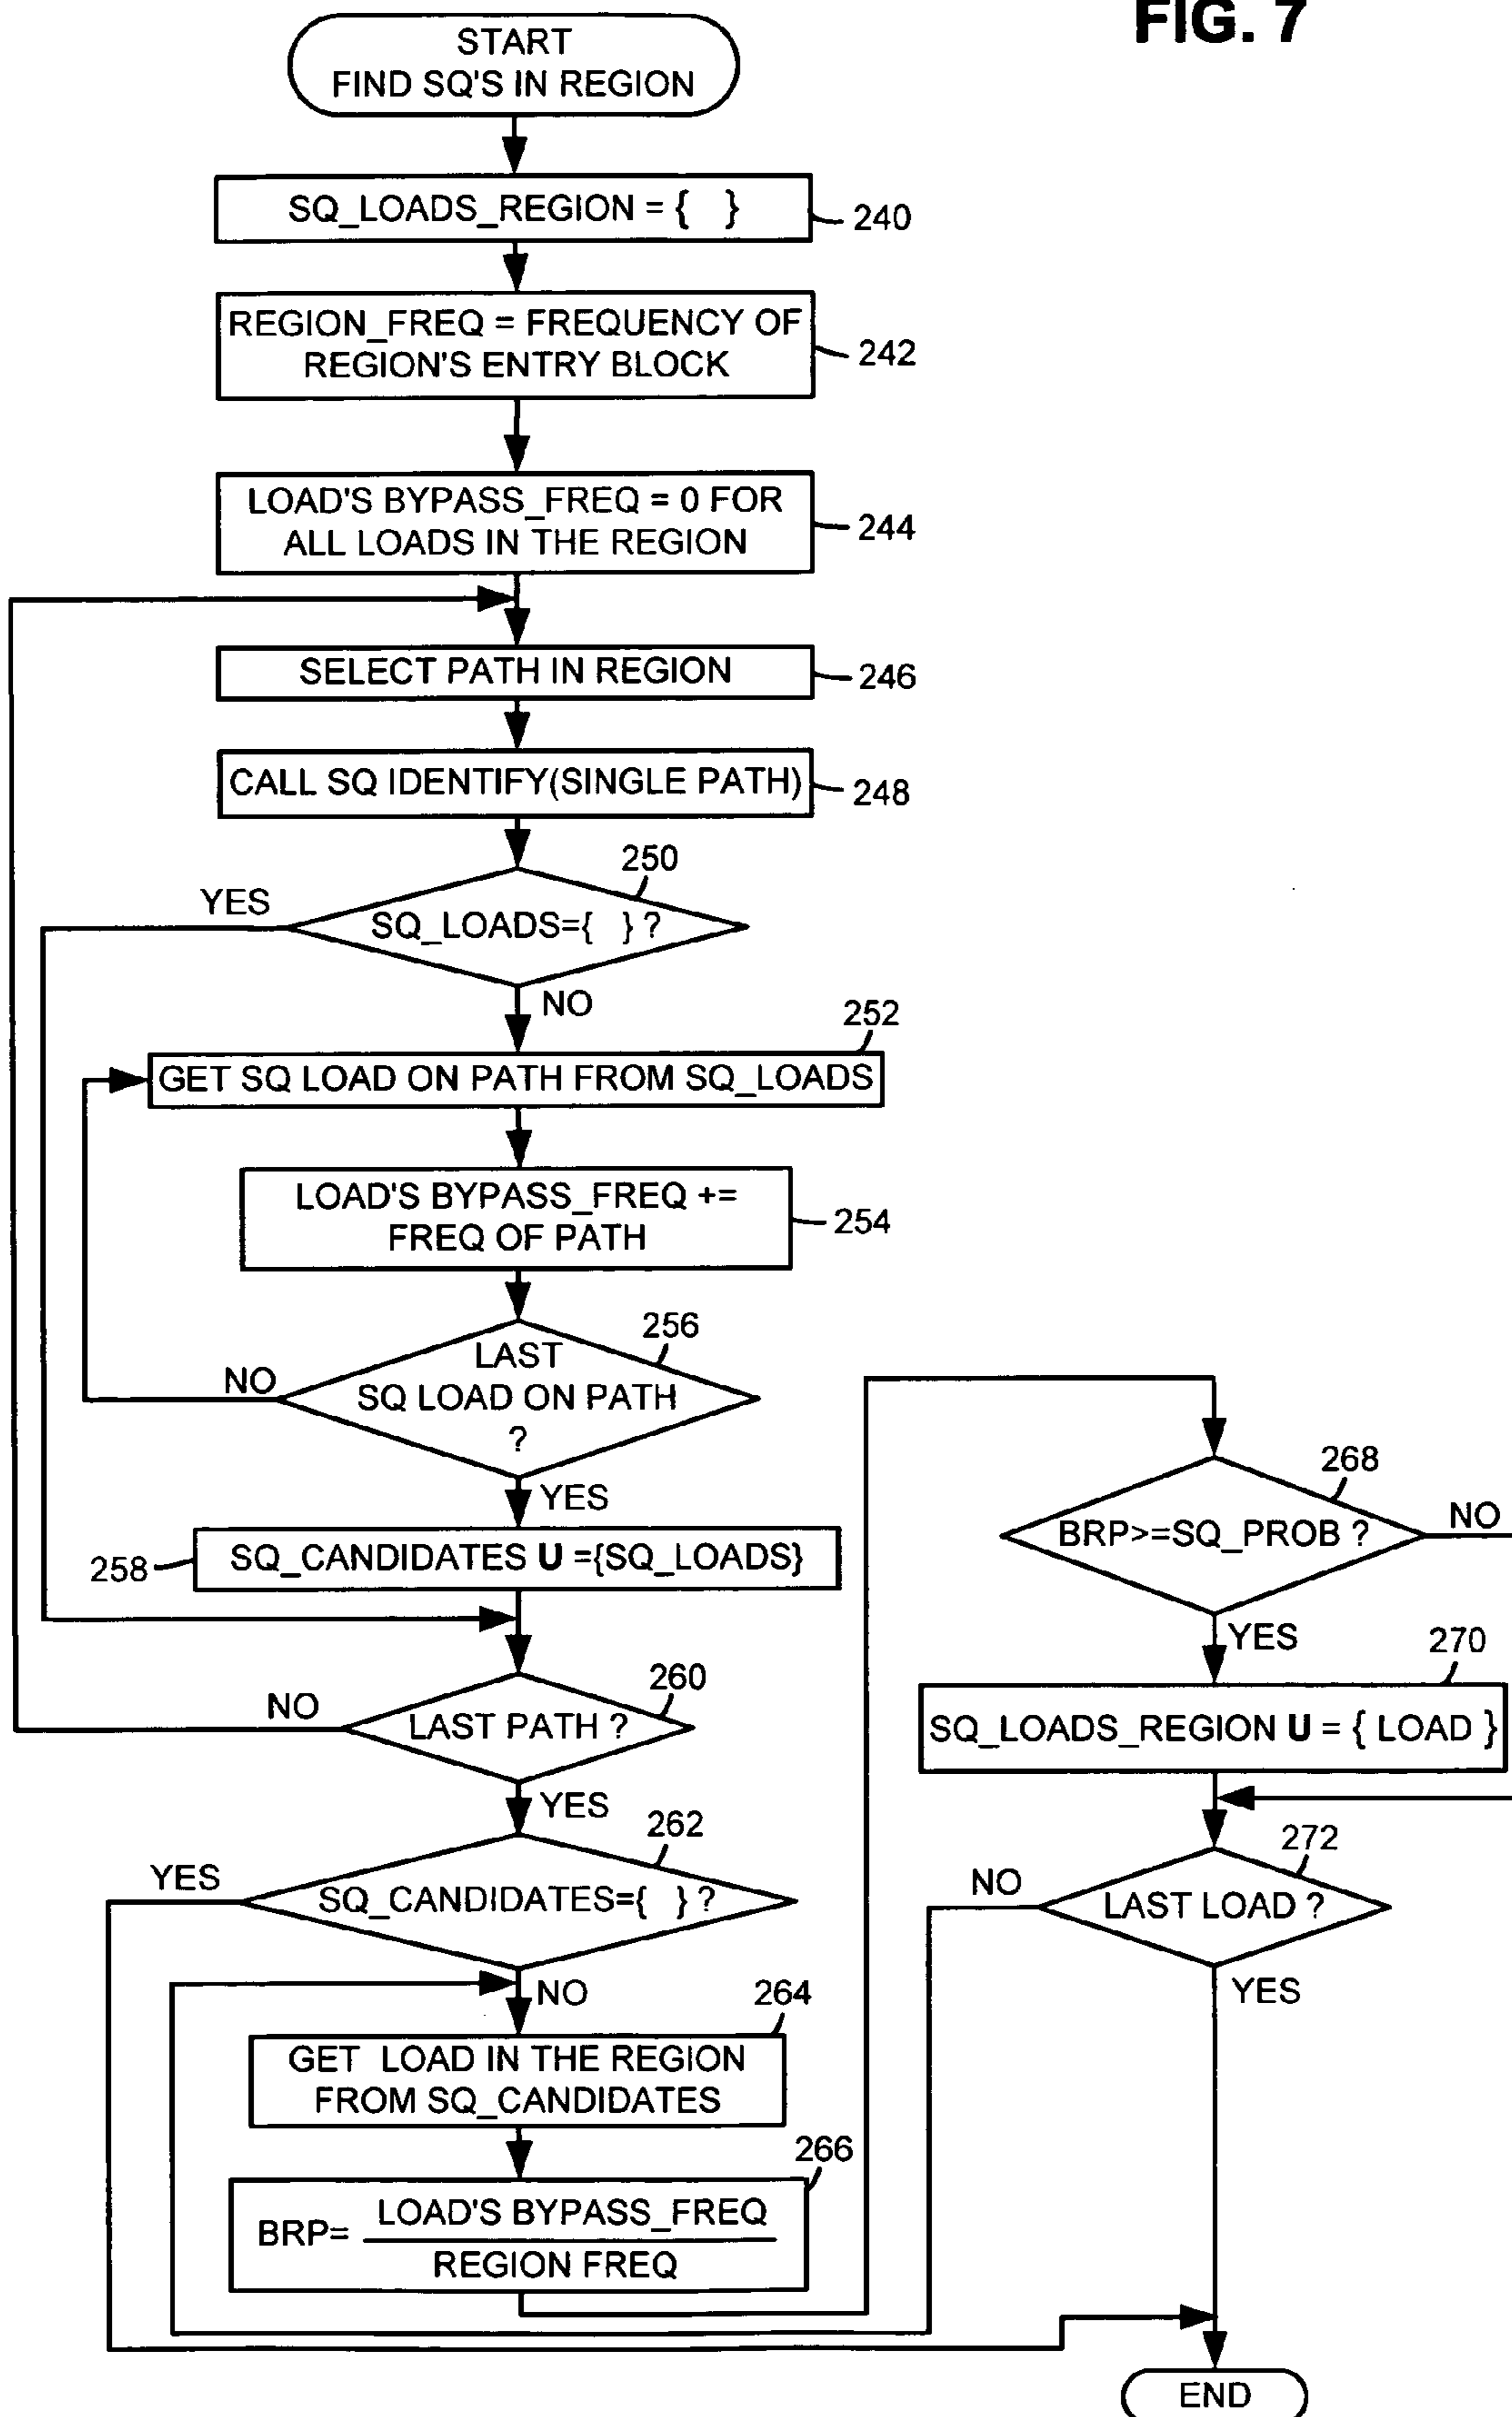 FIG. 7
START
FIND SQ'S IN REGION
SQ_LOADS_REGION = {   }
240
REGION_FREQ = FREQUENCY OF
REGION'S ENTRY BLOCK
242
LOAD'S BYPASS_FREQ = 0 FOR
ALL LOADS IN THE REGION
244
SELECT PATH IN REGION
246
CALL SQ IDENTIFY(SINGLE PATH)
248
250
YES
SQ_LOADS={   } ?
NO
252
GET SQ LOAD ON PATH FROM SQ_LOADS
LOAD'S BYPASS_FREQ +=
FREQ OF PATH
254
256
NO
LAST
SQ LOAD ON PATH
?
YES
258
SQ_CANDIDATES U ={SQ_LOADS}
260
NO
LAST PATH ?
YES
262
YES
SQ_CANDIDATES={   } ?
NO
264
GET LOAD IN THE REGION
FROM SQ_CANDIDATES
266
BRP=
LOAD'S BYPASS_FREQ
REGION FREQ
268
BRP>=SQ_PROB ?
NO
YES
270
SQ_LOADS_REGION U = { LOAD }
272
NO
LAST LOAD ?
YES
END